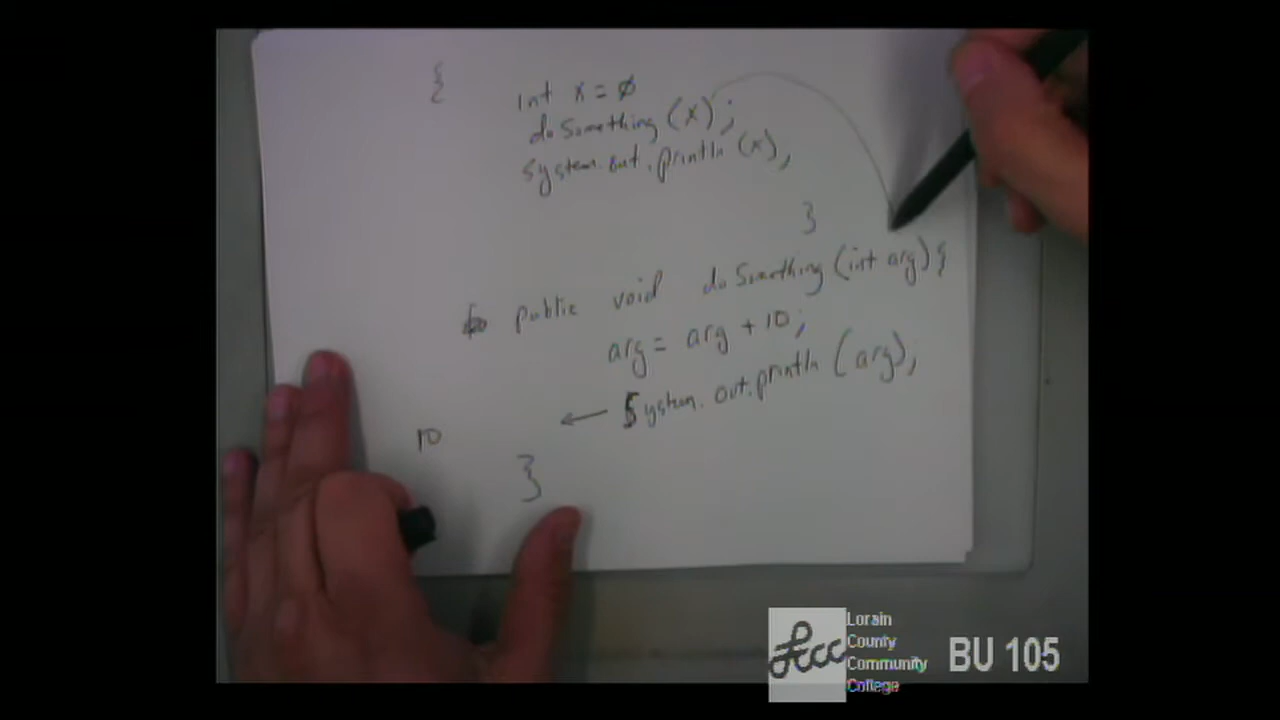 {
int x = ø
doSomething (x);
System.out.println (x),
}
public void doSomething (int arg) {
arg = arg + 10;
← System.out.println (arg),
10
}
Lorain
County
Community
College
BU 105
lccc